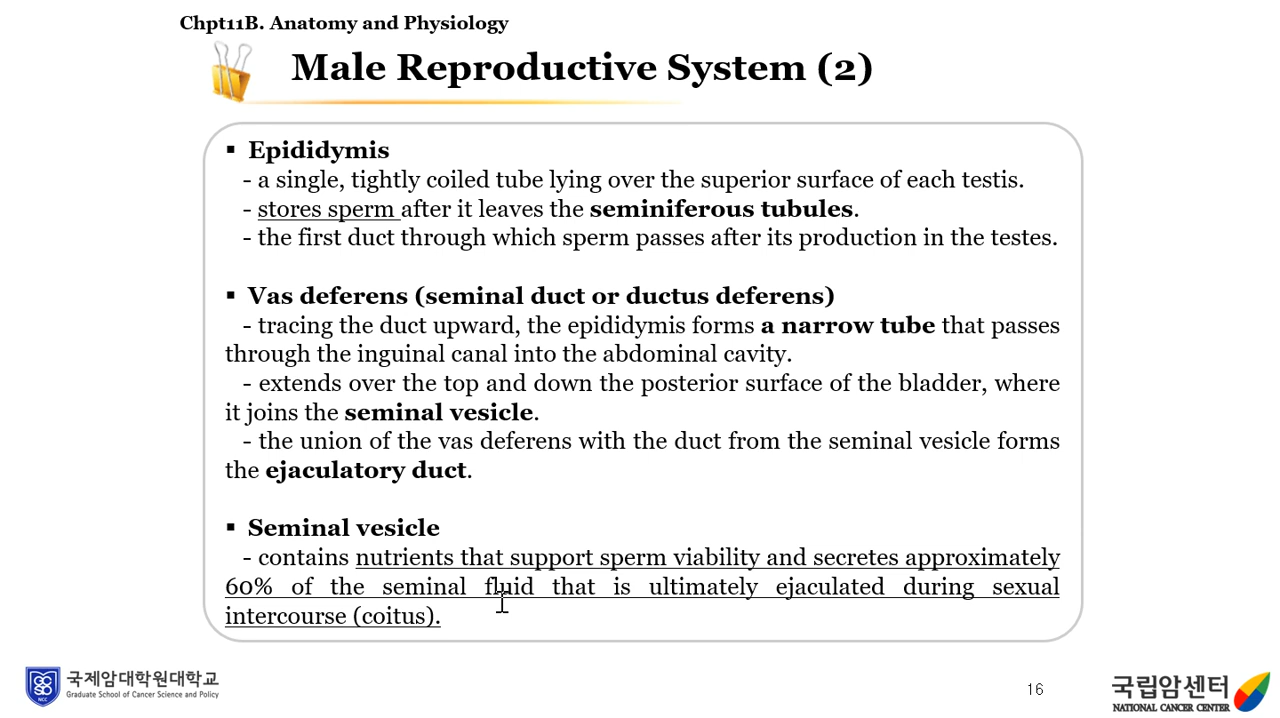 Chpt11B. Anatomy and Physiology
Male Reproductive System (2)
▪ Epididymis
- a single, tightly coiled tube lying over the superior surface of each testis.
- stores sperm after it leaves the seminiferous tubules.
- the first duct through which sperm passes after its production in the testes.
▪ Vas deferens (seminal duct or ductus deferens)
- tracing the duct upward, the epididymis forms a narrow tube that passes
through the inguinal canal into the abdominal cavity.
- extends over the top and down the posterior surface of the bladder, where
it joins the seminal vesicle.
- the union of the vas deferens with the duct from the seminal vesicle forms
the ejaculatory duct.
▪ Seminal vesicle
- contains nutrients that support sperm viability and secretes approximately
60% of the seminal fluid that is ultimately ejaculated during sexual
intercourse (coitus).
NCC
국제암대학원대학교
Graduate School of Cancer Science and Policy
16
국립암센터
NATIONAL CANCER CENTER